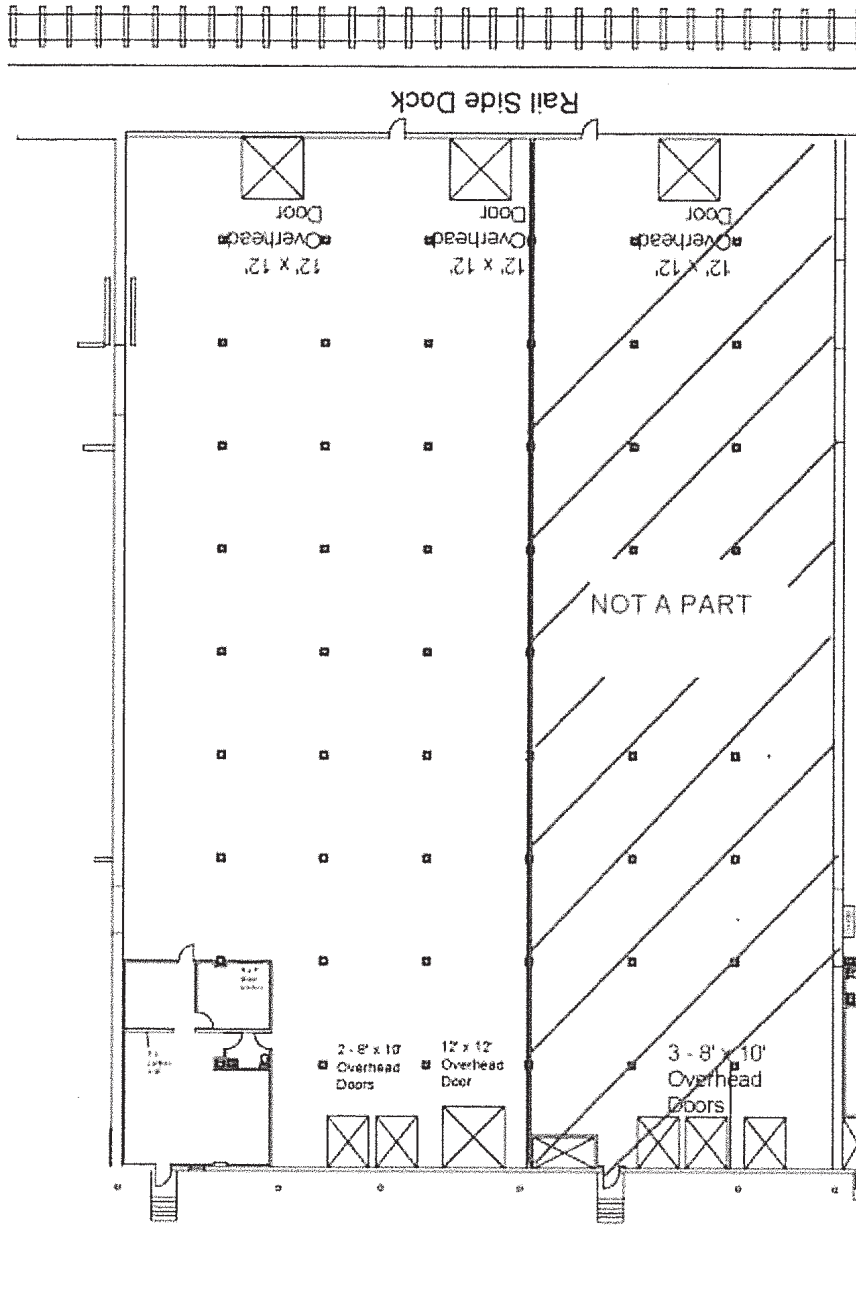 Rail Side Dock
12' x 12'
Overhead
Door
12' x 12'
Overhead
Door
12' x 12'
Overhead
Door
NOT A PART
2 - 8' x 10'
Overhead
Doors
12' x 12'
Overhead
Door
3 - 8' x 10'
Overhead
Doors